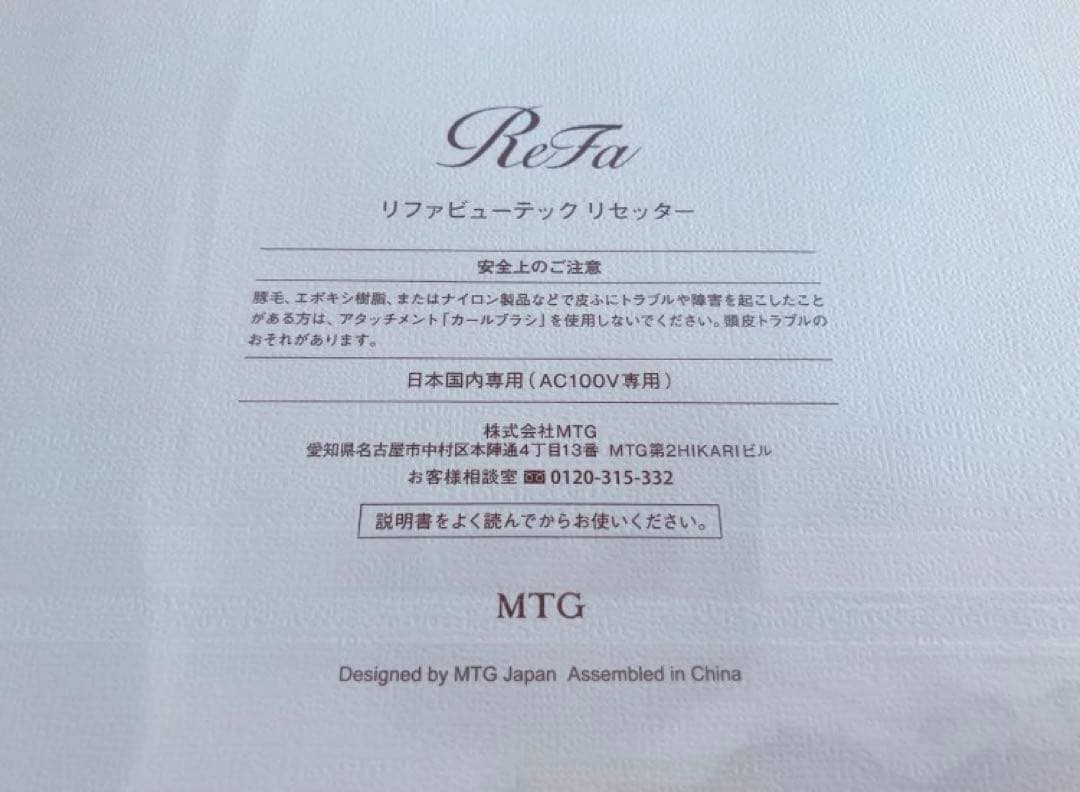 ReFa
リファビューテック リセッター
安全上のご注意
豚毛、エポキシ樹脂、またはナイロン製品などで皮ふにトラブルや障害を起こしたこと
がある方は、アタッチメント「カールブラシ」を使用しないでください。頭皮トラブルの
おそれがあります。
日本国内専用（AC100V専用）
株式会社MTG
愛知県名古屋市中村区本陣通4丁目13番 MTG第2HIKARIビル
お客様相談室 0120-315-332
説明書をよく読んでからお使いください。
MTG
Designed by MTG Japan Assembled in China